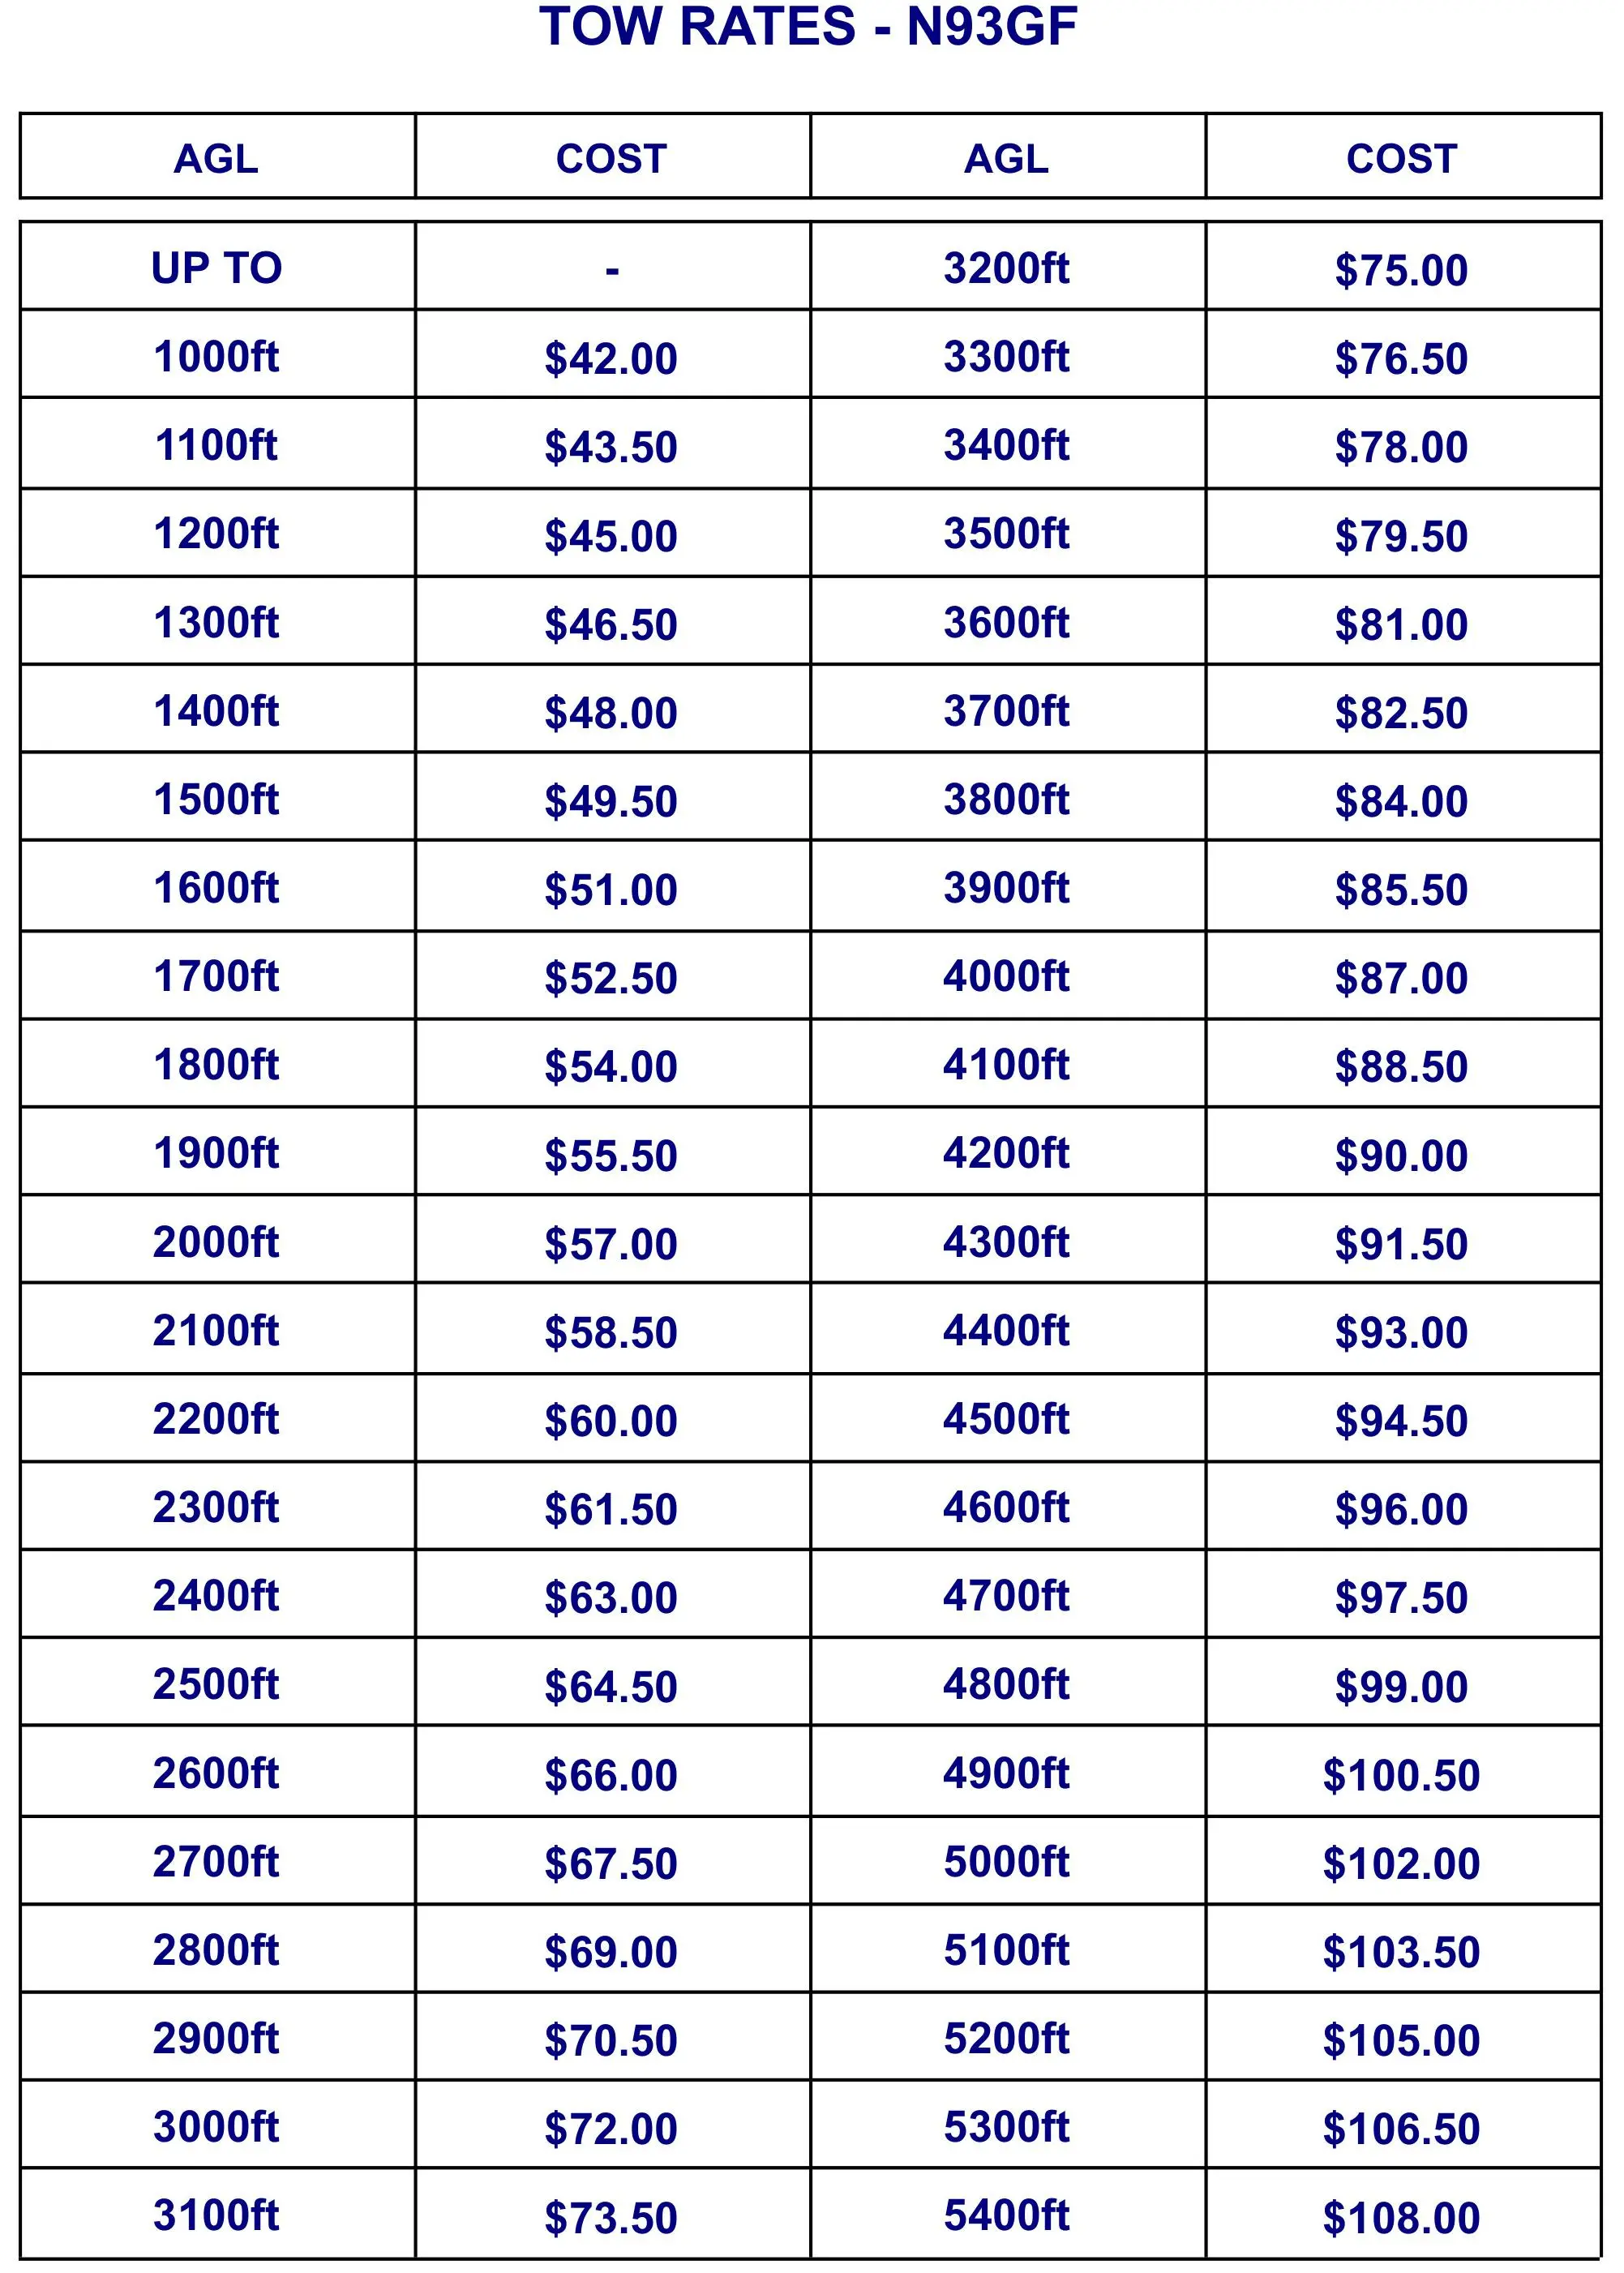 TOW RATES - N93GF
AGL COST AGL COST
UP TO - 3200ft $75.00
1000ft $42.00 3300ft $76.50
1100ft $43.50 3400ft $78.00
1200ft $45.00 3500ft $79.50
1300ft $46.50 3600ft $81.00
1400ft $48.00 3700ft $82.50
1500ft $49.50 3800ft $84.00
1600ft $51.00 3900ft $85.50
1700ft $52.50 4000ft $87.00
1800ft $54.00 4100ft $88.50
1900ft $55.50 4200ft $90.00
2000ft $57.00 4300ft $91.50
2100ft $58.50 4400ft $93.00
2200ft $60.00 4500ft $94.50
2300ft $61.50 4600ft $96.00
2400ft $63.00 4700ft $97.50
2500ft $64.50 4800ft $99.00
2600ft $66.00 4900ft $100.50
2700ft $67.50 5000ft $102.00
2800ft $69.00 5100ft $103.50
2900ft $70.50 5200ft $105.00
3000ft $72.00 5300ft $106.50
3100ft $73.50 5400ft $108.00